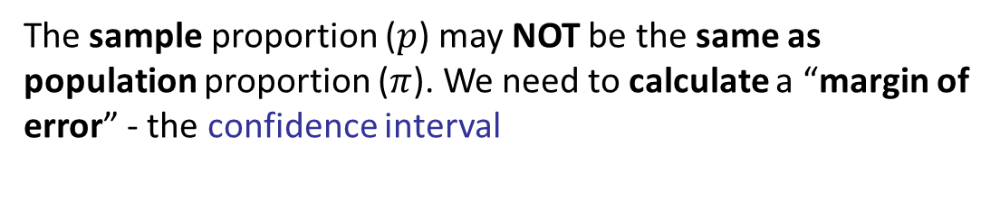 The sample proportion (𝑝) may NOT be the same as
population proportion (𝜋). We need to calculate a “margin of
error” - the confidence interval